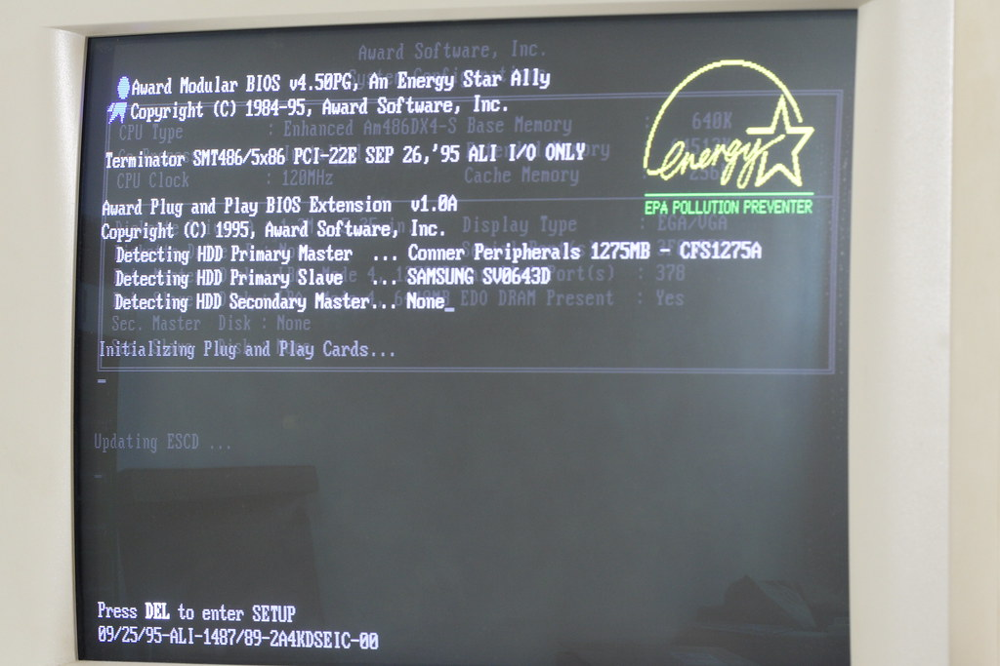 Award Software, Inc.
Award Modular BIOS v4.50PG, An Energy Star Ally
Copyright (C) 1984-95, Award Software, Inc.
CPU Type : Enhanced Am486DX4-S Base Memory : 640K
Terminator SMT486/5x86 PCI-22E SEP 26,'95 ALI I/O ONLY
CPU Clock : 120MHz Cache Memory
energy
EPA POLLUTION PREVENTER
Award Plug and Play BIOS Extension v1.0A
Copyright (C) 1995, Award Software, Inc.
Display Type : EGA/VGA
Detecting HDD Primary Master ... Conner Peripherals 1275MB - CFS1275A
Detecting HDD Primary Slave ... SAMSUNG SV0643D
Port(s) : 378
Detecting HDD Secondary Master... None_
EDO DRAM Present : Yes
Sec. Master Disk : None
Initializing Plug and Play Cards...
Updating ESCD ...
Press DEL to enter SETUP
09/25/95-ALI-1487/89-2A4KDSEIC-00